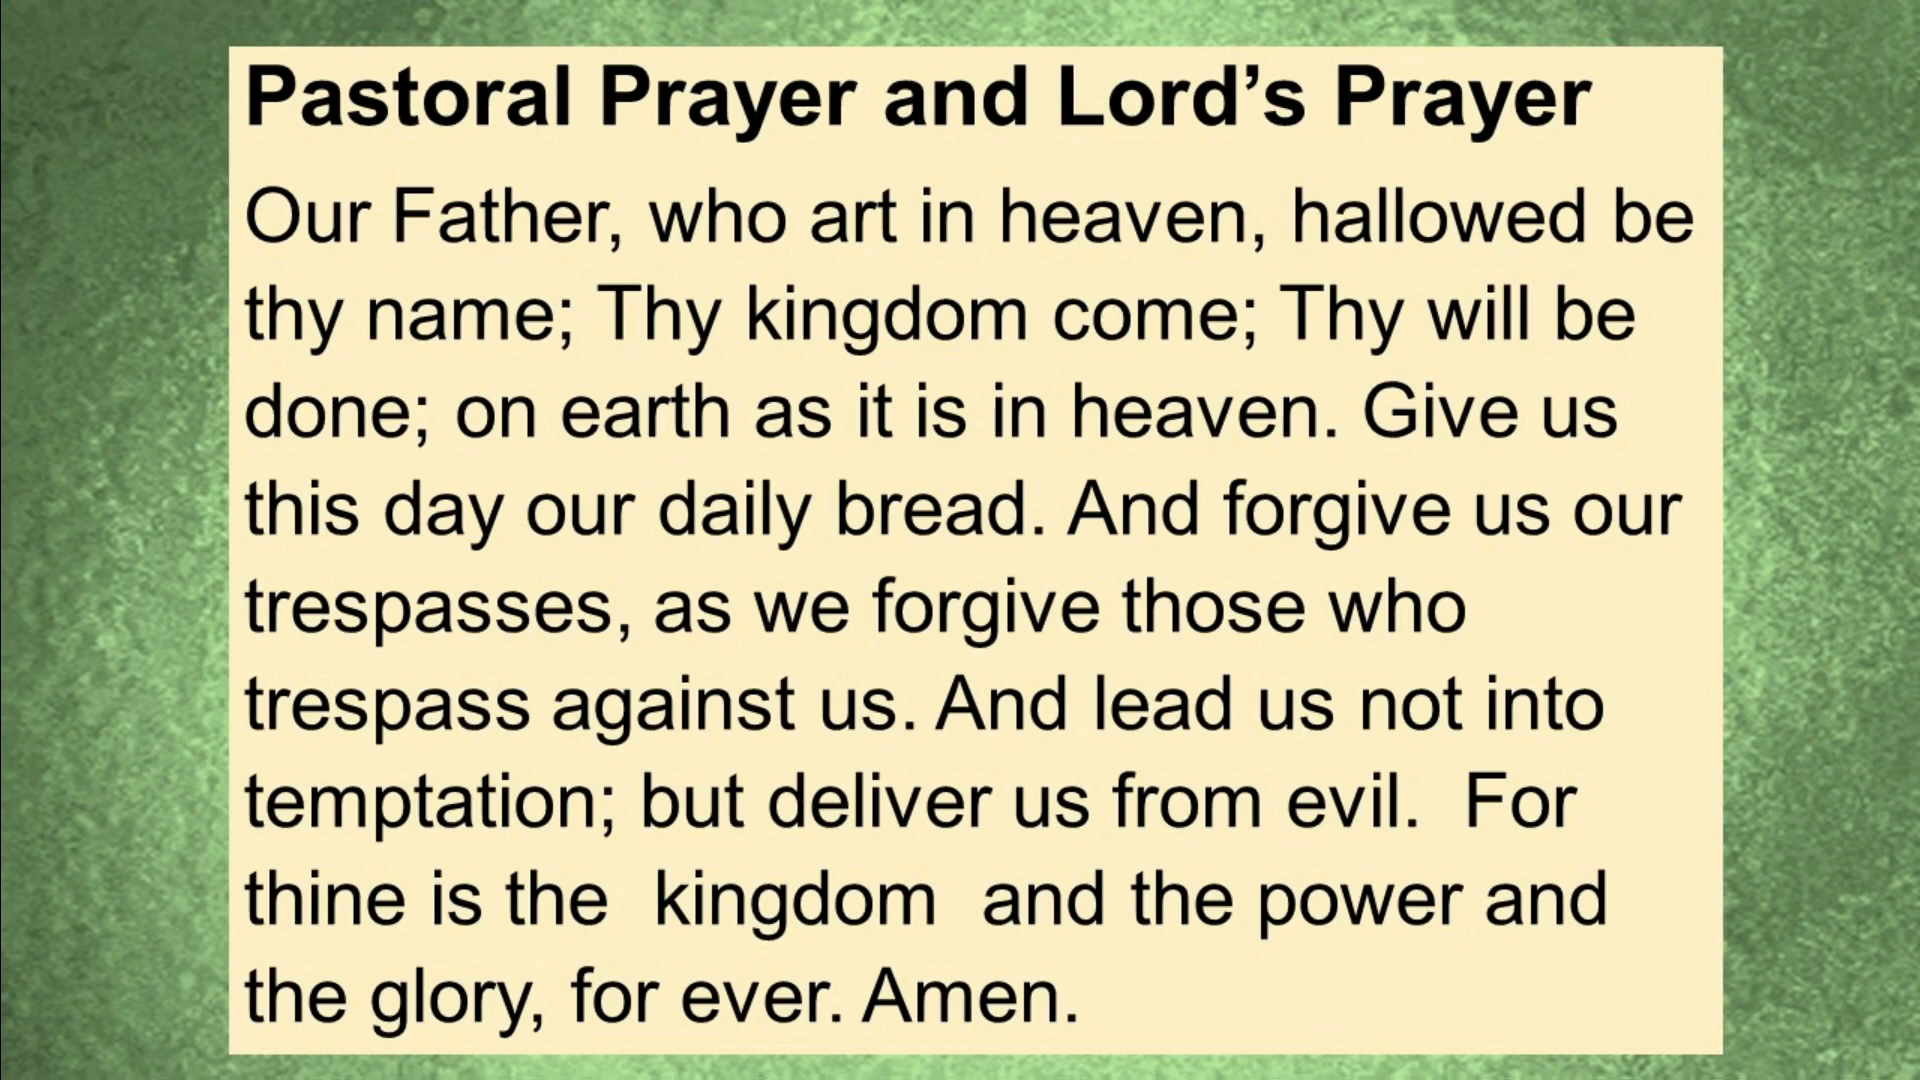 Pastoral Prayer and Lord’s Prayer
Our Father, who art in heaven, hallowed be
thy name; Thy kingdom come; Thy will be
done; on earth as it is in heaven. Give us
this day our daily bread. And forgive us our
trespasses, as we forgive those who
trespass against us. And lead us not into
temptation; but deliver us from evil.  For
thine is the  kingdom  and the power and
the glory, for ever. Amen.